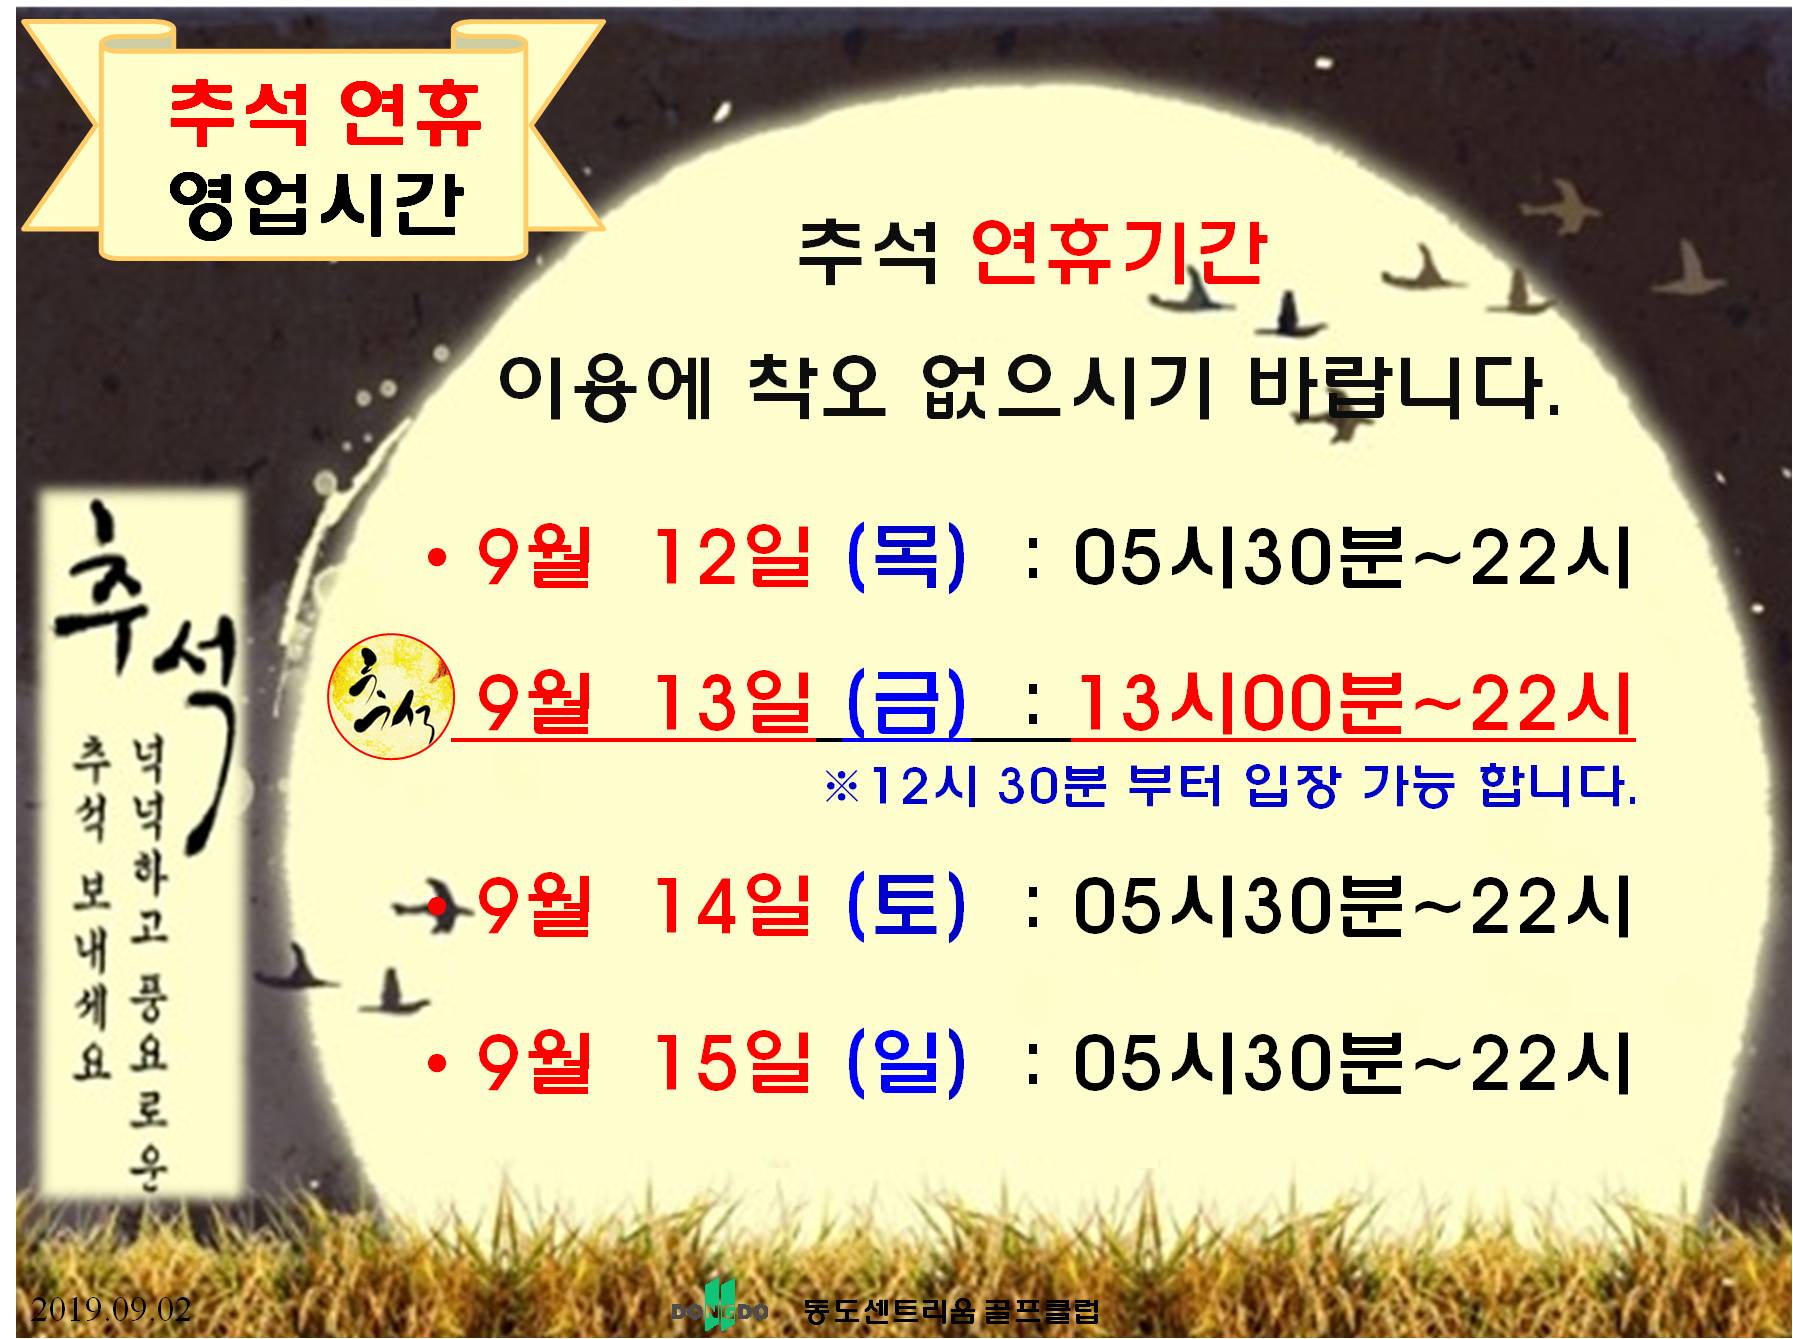 추석 연휴
영업시간
추석 연휴기간
이용에 착오 없으시기 바랍니다.
• 9월 12일 (목) : 05시30분~22시
추석
9월 13일 (금) : 13시00분~22시
※12시 30분 부터 입장 가능 합니다.
• 9월 14일 (토) : 05시30분~22시
• 9월 15일 (일) : 05시30분~22시
추석
넉넉하고 풍요로운
추석 보내세요
2019.09.02
DONGDO
동도센트리움 골프클럽